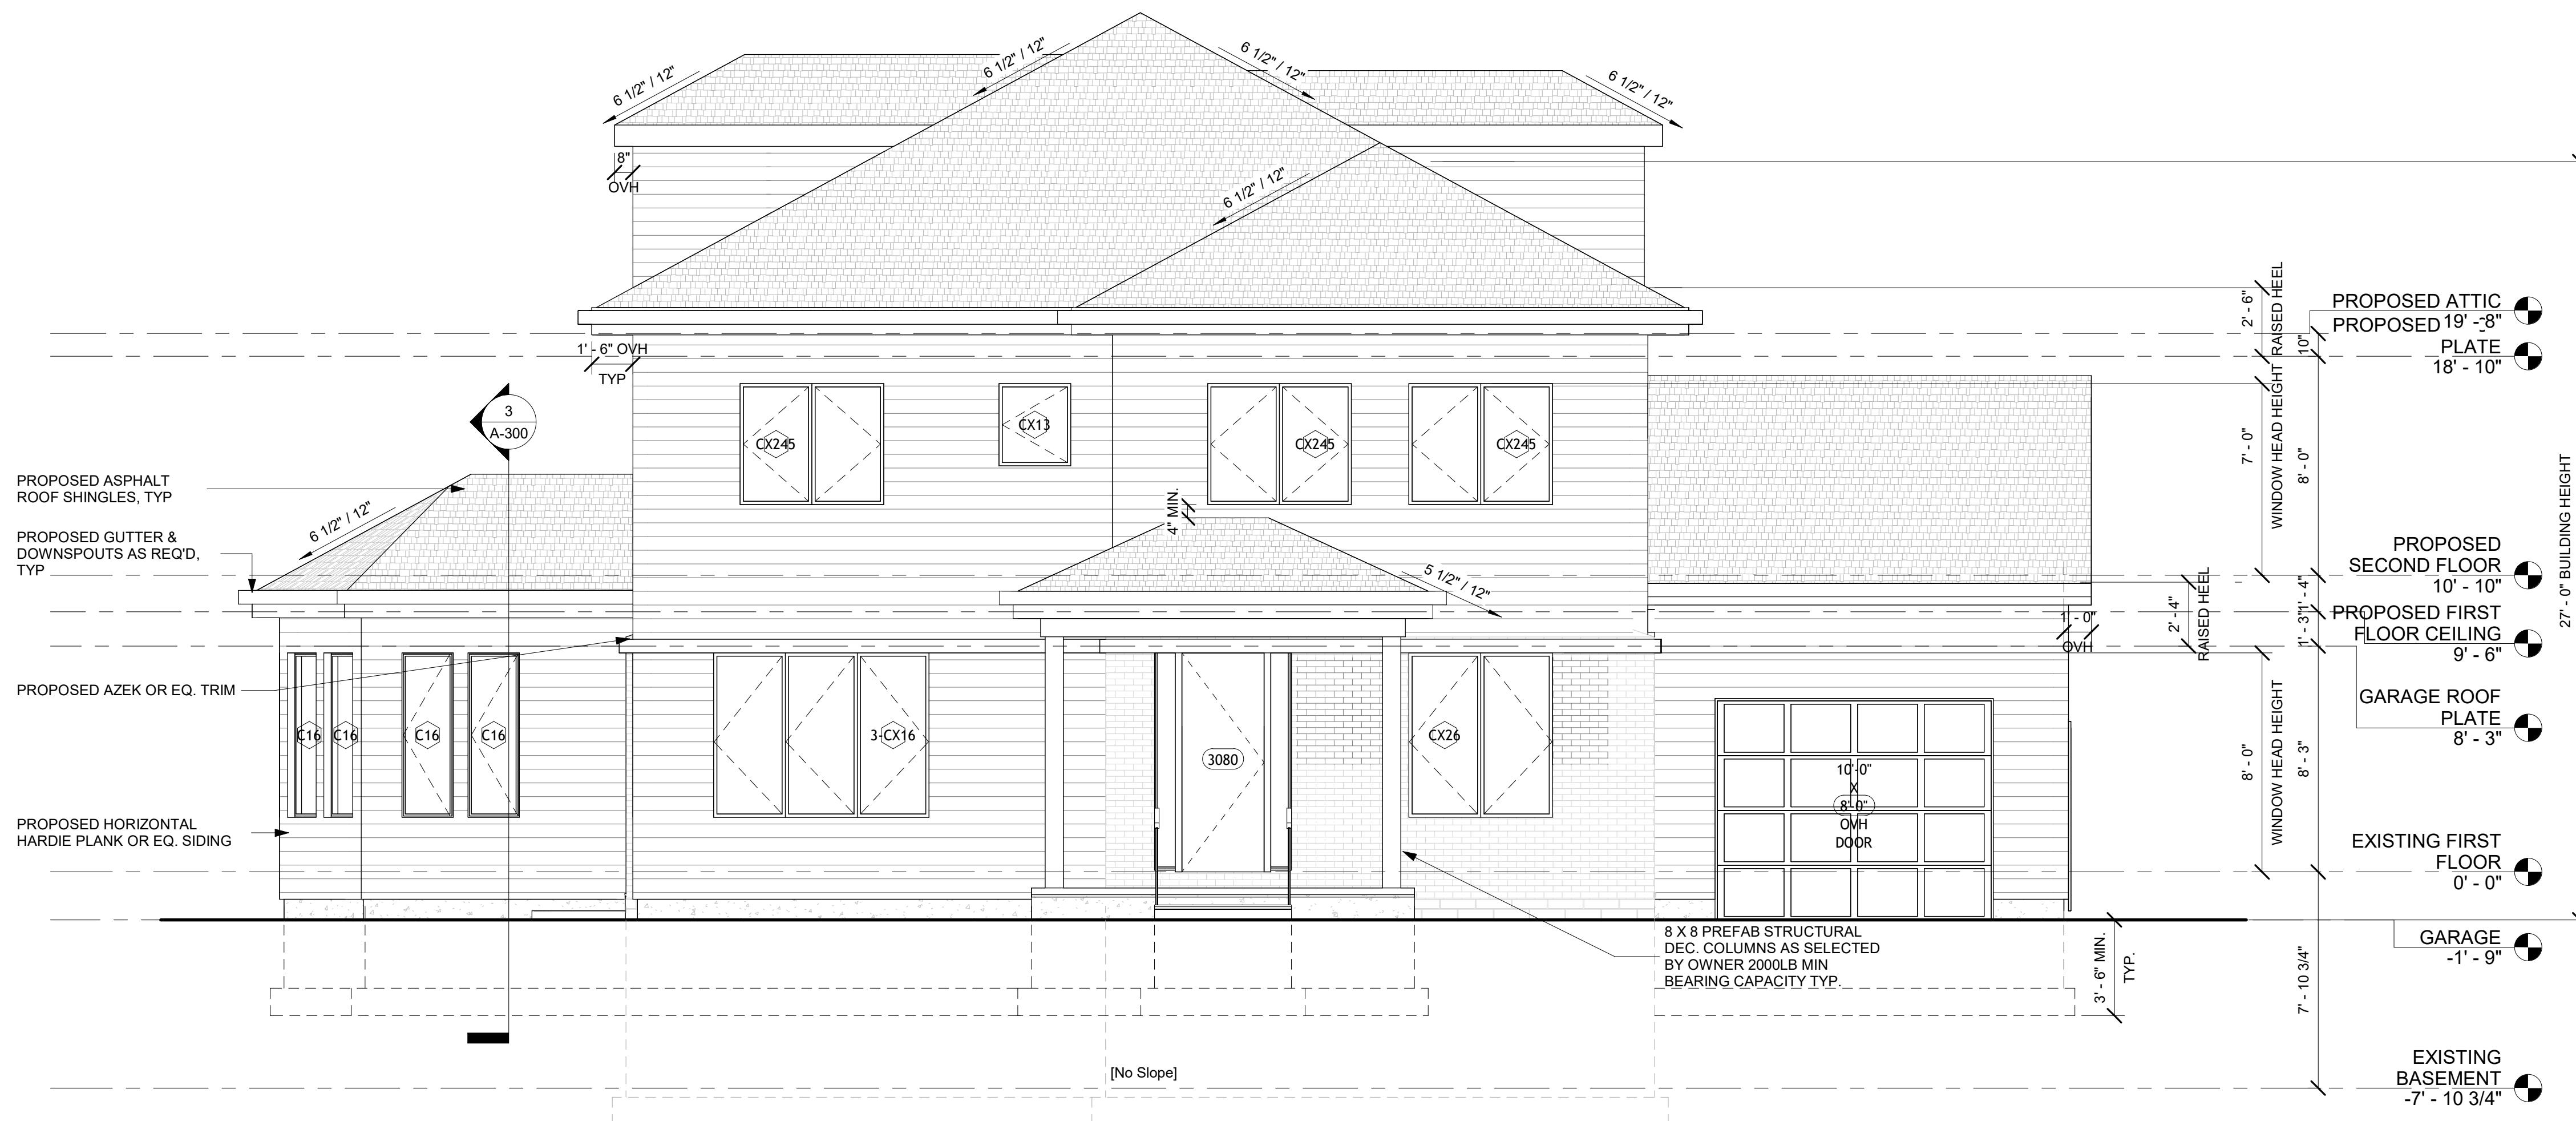 6 1/2" / 12"
6 1/2" / 12"
6 1/2" / 12"
6 1/2" / 12"
6 1/2" / 12"
8"
OVH
1' - 6" OVH
TYP
3
A-300
CX245
CX13
CX245
CX245
4" MIN.
PROPOSED ASPHALT
ROOF SHINGLES, TYP
6 1/2" / 12"
PROPOSED GUTTER &
DOWNSPOUTS AS REQ'D,
TYP
5 1/2" / 12"
PROPOSED AZEK OR EQ. TRIM
C16
C16
C16
C16
3-CX16
3080
CX26
10'-0"
X
8'-0"
OVH
DOOR
PROPOSED HORIZONTAL
HARDIE PLANK OR EQ. SIDING
8 X 8 PREFAB STRUCTURAL
DEC. COLUMNS AS SELECTED
BY OWNER 2000LB MIN
BEARING CAPACITY TYP.
[No Slope]
1' - 0"
OVH
3' - 6" MIN.
TYP.
2' - 4"
RAISED HEEL
2' - 6"
RAISED HEEL
7' - 0"
WINDOW HEAD HEIGHT
8' - 0"
WINDOW HEAD HEIGHT
10"
8' - 0"
1' - 4"
1' - 3"
8' - 3"
7' - 10 3/4"
PROPOSED ATTIC
19' - 8"
PROPOSED
PLATE
18' - 10"
PROPOSED
SECOND FLOOR
10' - 10"
PROPOSED FIRST
FLOOR CEILING
9' - 6"
GARAGE ROOF
PLATE
8' - 3"
EXISTING FIRST
FLOOR
0' - 0"
GARAGE
-1' - 9"
EXISTING
BASEMENT
-7' - 10 3/4"
27' - 0" BUILDING HEIGHT